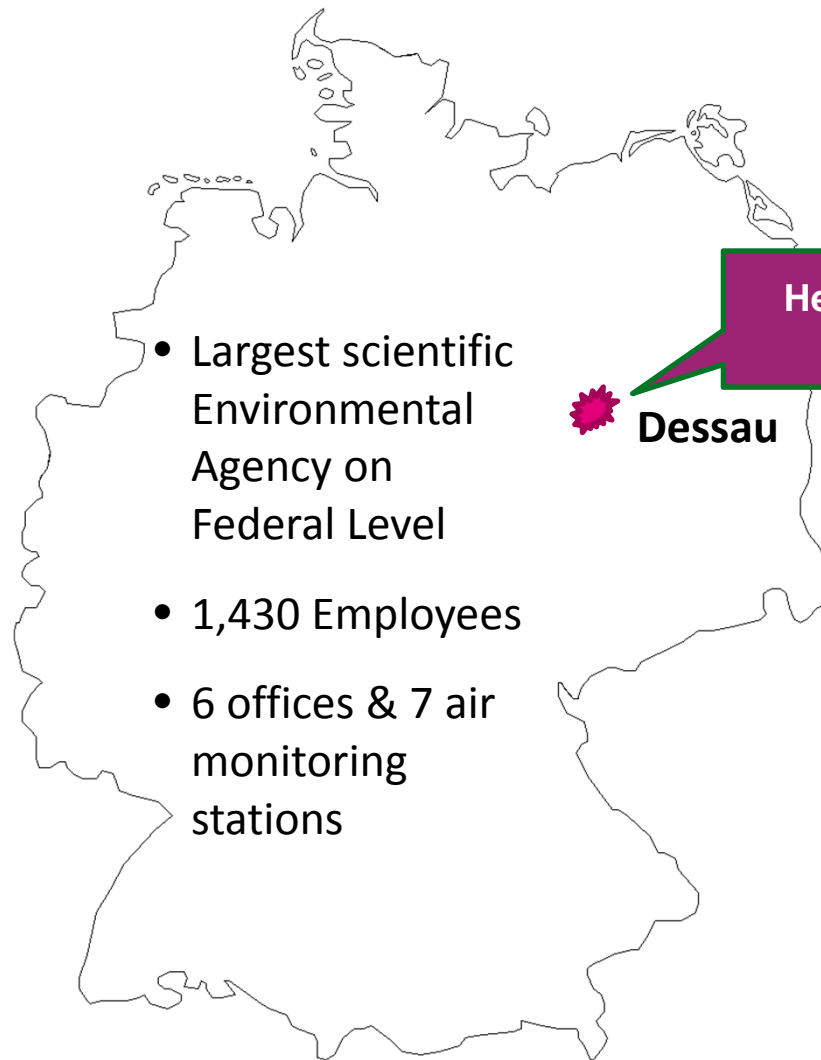 • Largest scientific
Environmental
Agency on
Federal Level
• 1,430 Employees
• 6 offices & 7 air
monitoring
stations
Dessau